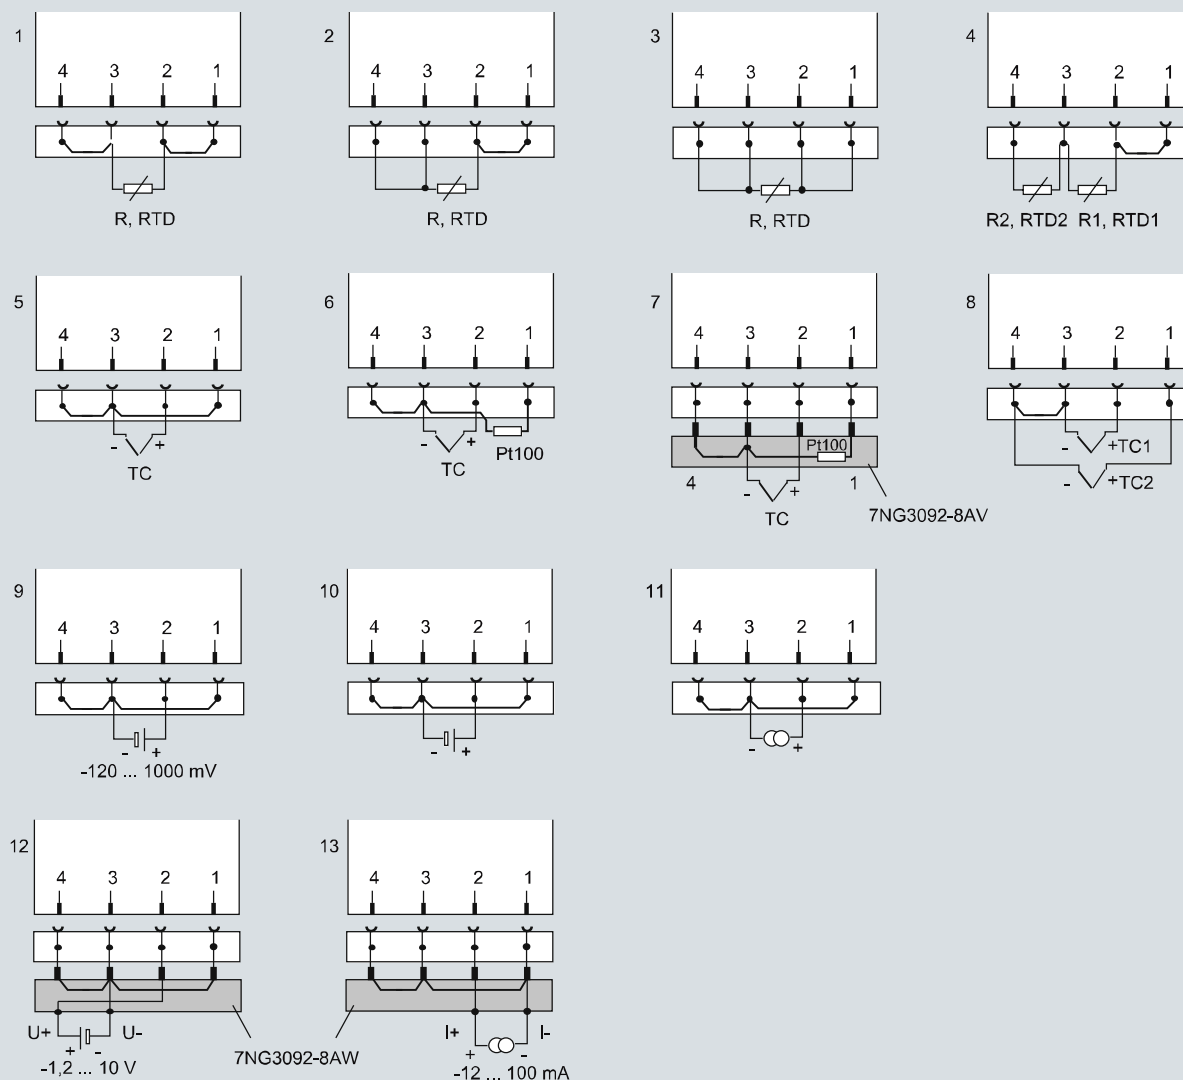 1
4 3 2 1
R, RTD
2
4 3 2 1
R, RTD
3
4 3 2 1
R, RTD
4
4 3 2 1
R2, RTD2 R1, RTD1
5
4 3 2 1
- +
TC
6
4 3 2 1
- +
TC
Pt100
7
4 3 2 1
Pt100
4 - + 1
TC
7NG3092-8AV
8
4 3 2 1
- +TC1
- +TC2
9
4 3 2 1
- +
-120 ... 1000 mV
10
4 3 2 1
- +
11
4 3 2 1
- +
12
4 3 2 1
U+ U-
+ -
-1,2 ... 10 V
7NG3092-8AW
13
4 3 2 1
I+ I-
+ -
-12 ... 100 mA